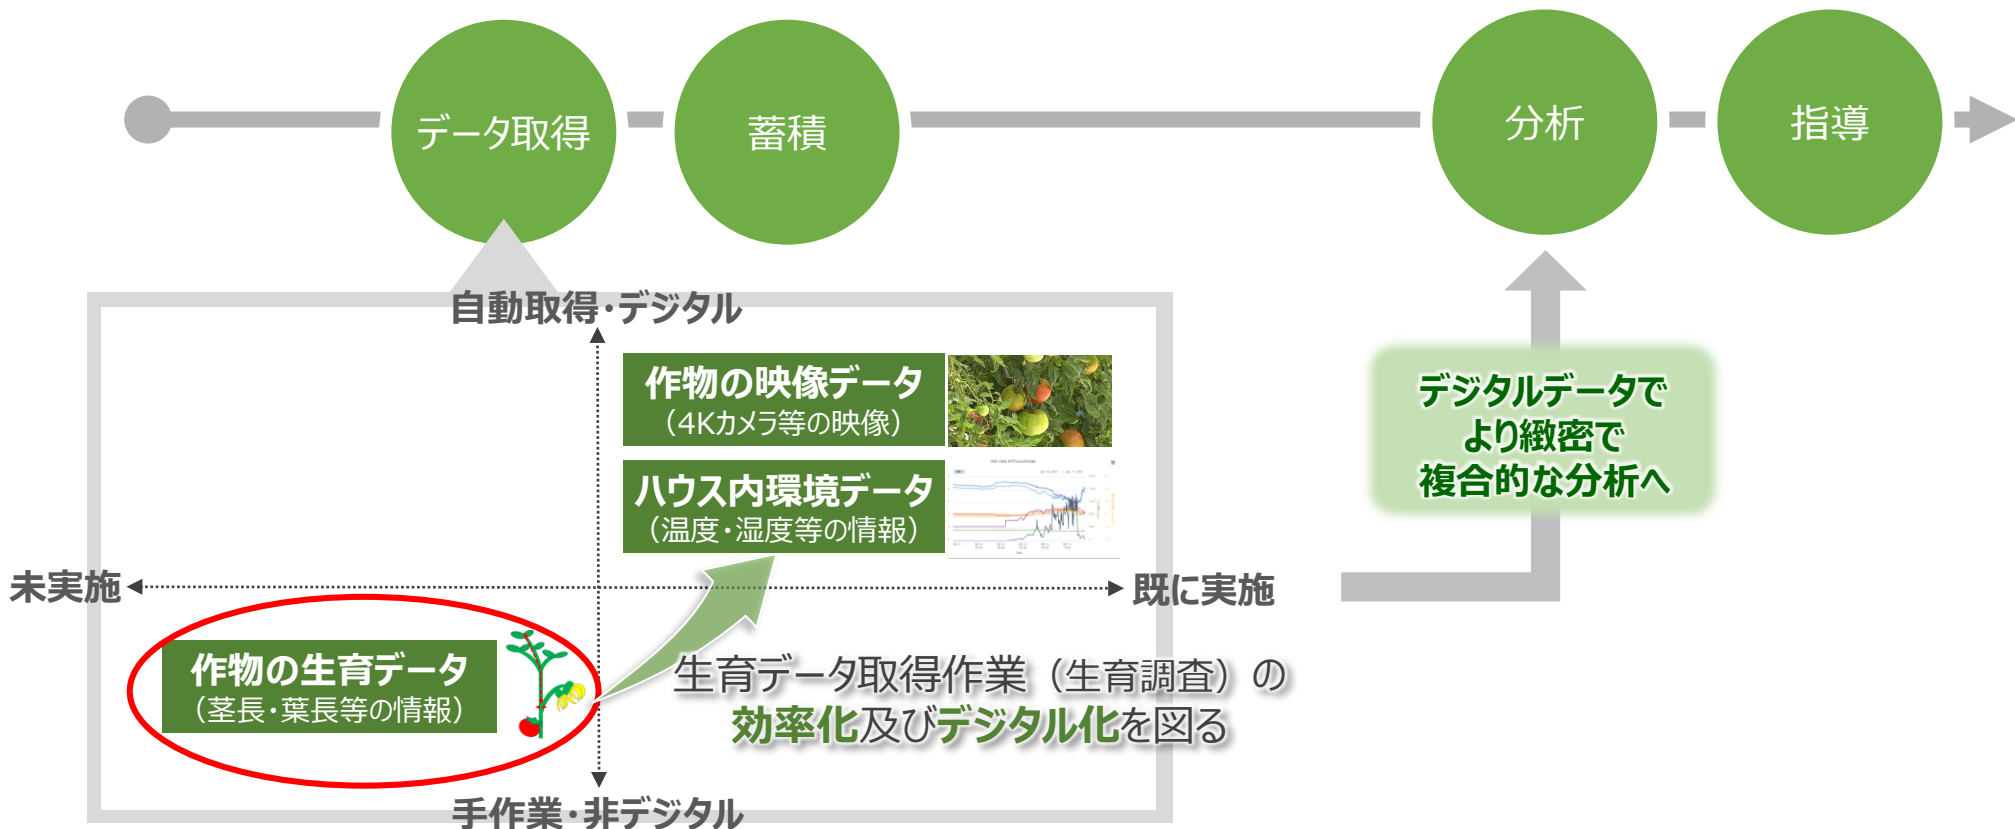 データ取得
蓄積
分析
指導
自動取得・デジタル
作物の映像データ
（4Kカメラ等の映像）
ハウス内環境データ
（温度・湿度等の情報）
デジタルデータで
より緻密で
複合的な分析へ
未実施
既に実施
作物の生育データ
（茎長・葉長等の情報）
生育データ取得作業（生育調査）の
効率化及びデジタル化を図る
手作業・非デジタル